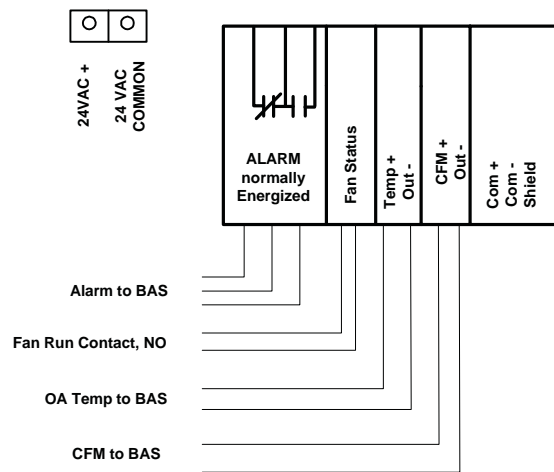 24VAC +
24 VAC
COMMON
ALARM
normally
Energized
Fan Status
Temp +
Out -
CFM +
Out -
Com +
Com -
Shield
Alarm to BAS
Fan Run Contact, NO
OA Temp to BAS
CFM to BAS